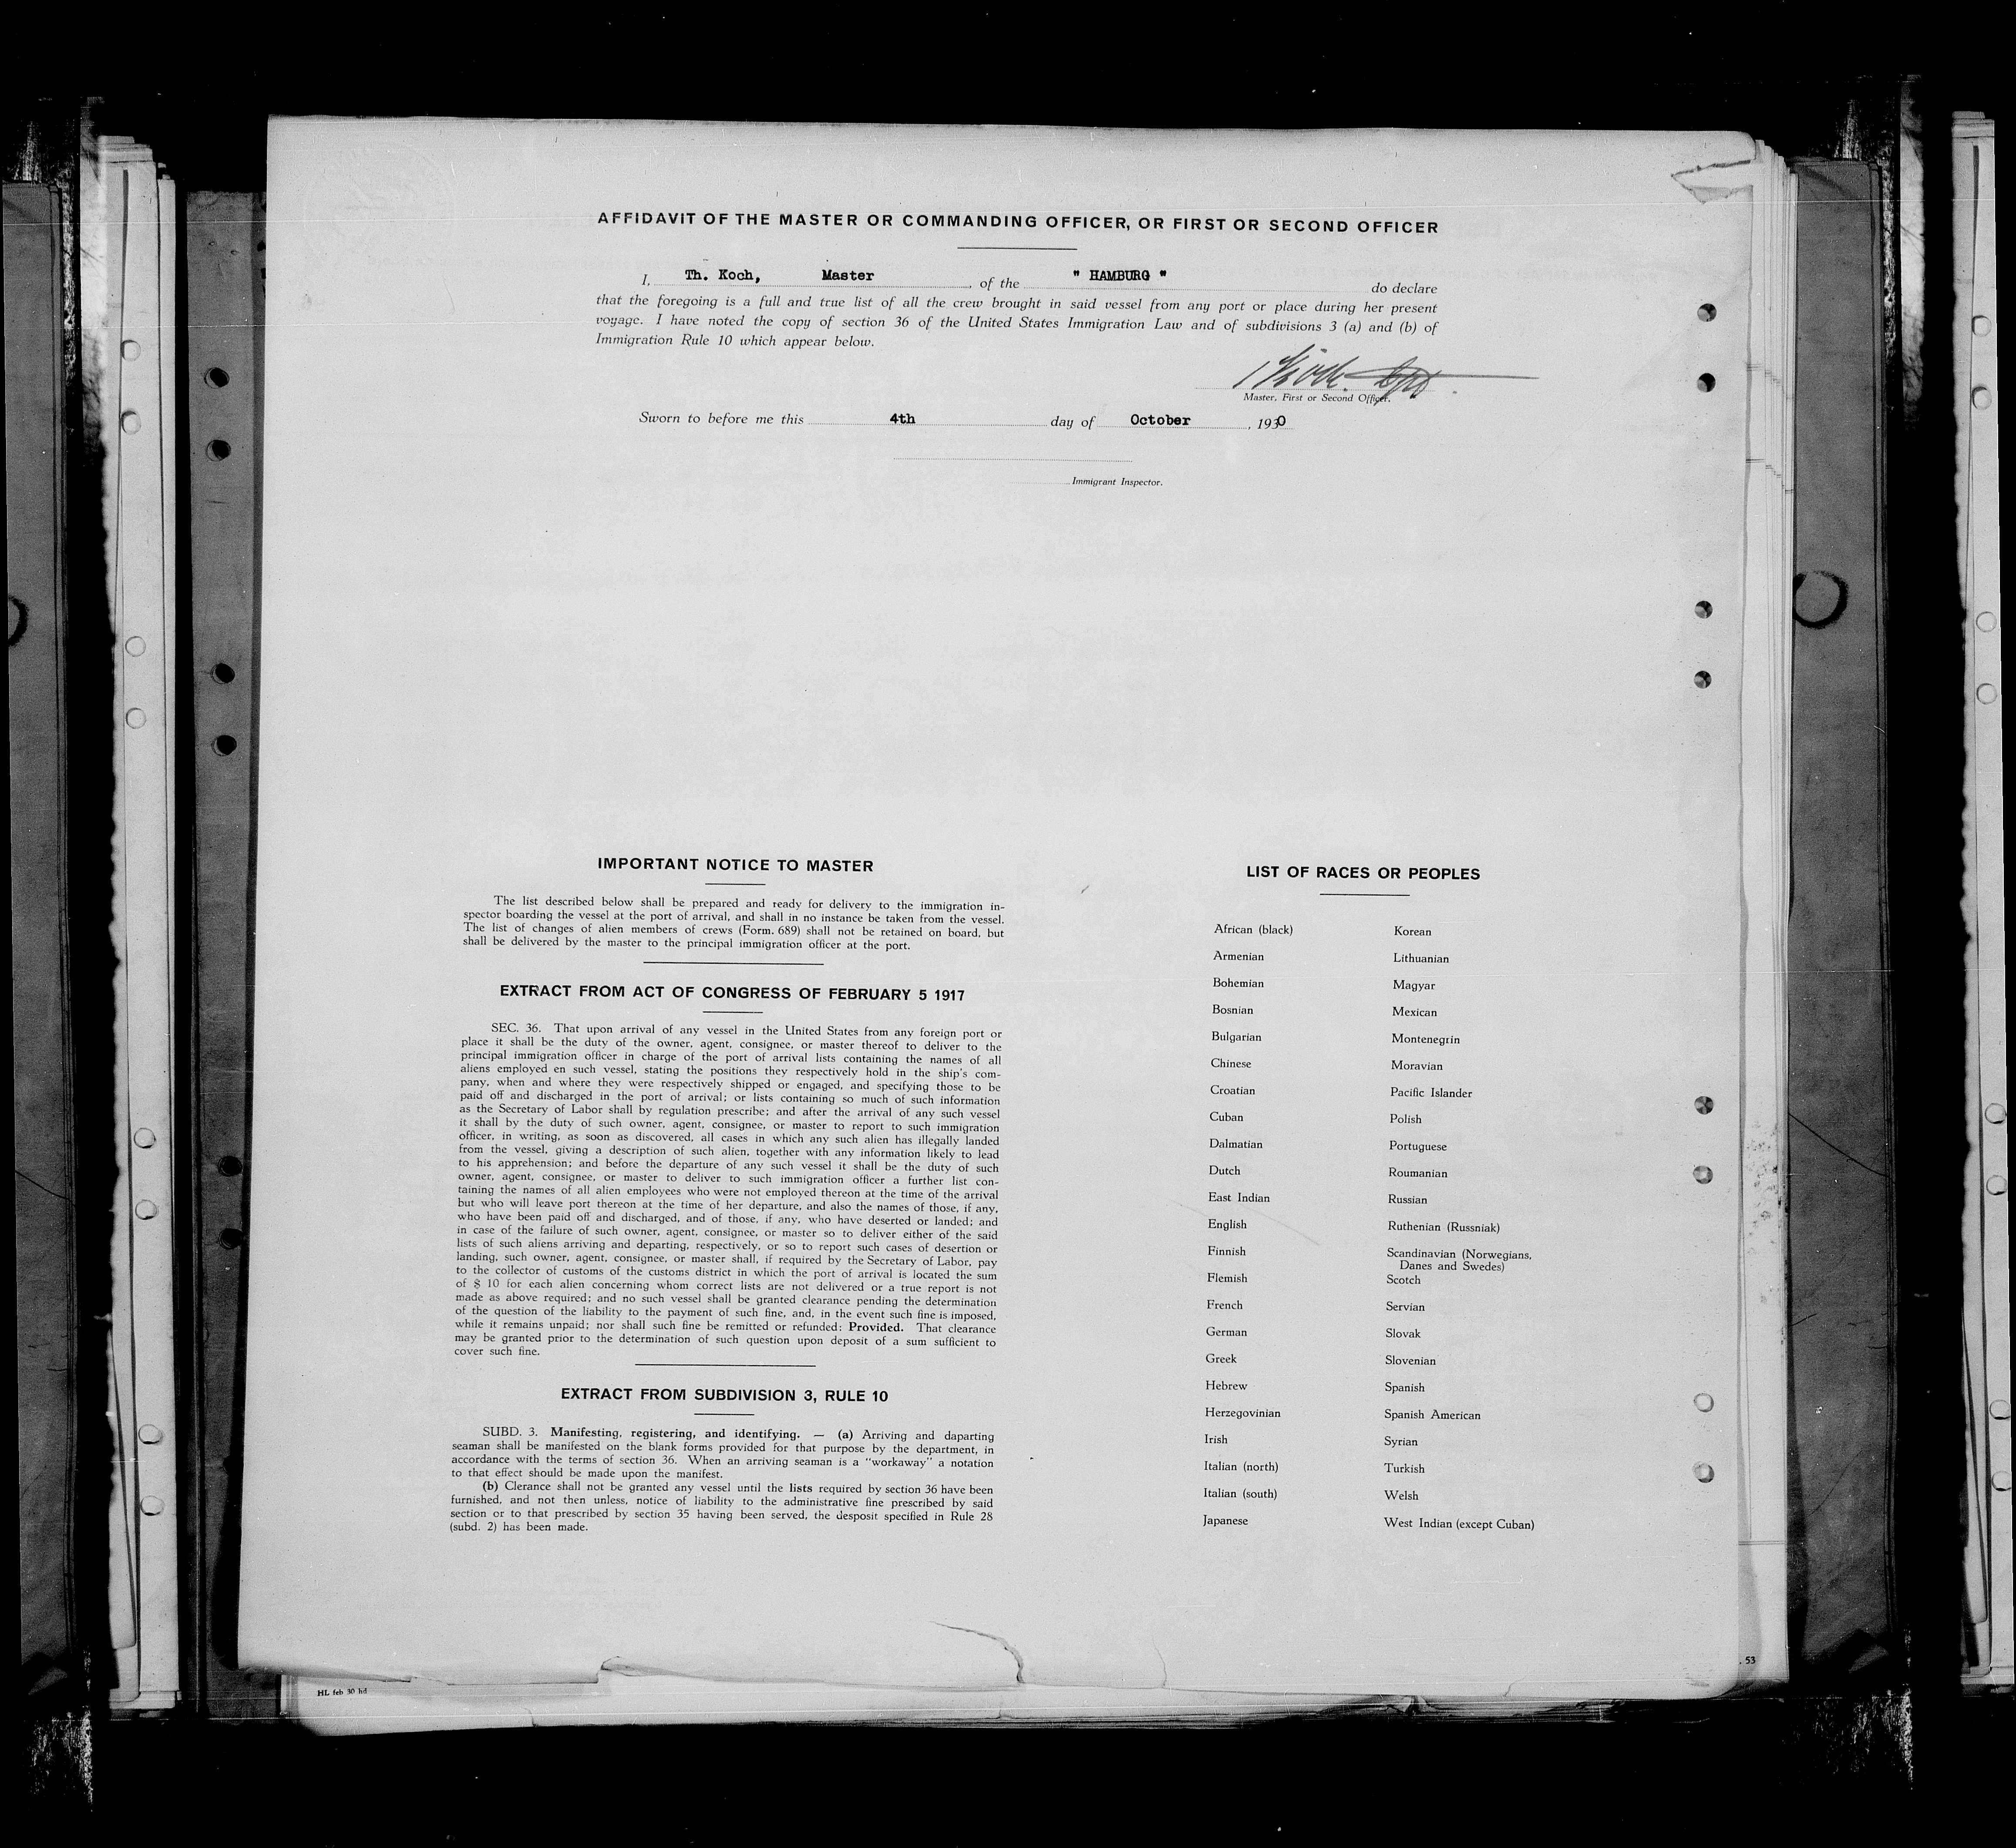 AFFIDAVIT OF THE MASTER OR COMMANDING OFFICER, OR FIRST OR SECOND OFFICER
I, Th. Koch, Master of the " HAMBURG " do declare
that the foregoing is a full and true list of all the crew brought in said vessel from any port or place during her present
voyage. I have noted the copy of section 36 of the United States Immigration Law and of subdivisions 3 (a) and (b) of
Immigration Rule 10 which appear below.
Master, First or Second Officer.
Sworn to before me this 4th day of October, 1930
Immigrant Inspector.
IMPORTANT NOTICE TO MASTER
The list described below shall be prepared and ready for delivery to the immigration in-
spector boarding the vessel at the port of arrival, and shall in no instance be taken from the vessel.
The list of changes of alien members of crews (Form. 689) shall not be retained on board, but
shall be delivered by the master to the principal immigration officer at the port.
EXTRACT FROM ACT OF CONGRESS OF FEBRUARY 5 1917
SEC. 36. That upon arrival of any vessel in the United States from any foreign port or
place it shall be the duty of the owner, agent, consignee, or master thereof to deliver to the
principal immigration officer in charge of the port of arrival lists containing the names of all
aliens employed en such vessel, stating the positions they respectively hold in the ship's com-
pany, when and where they were respectively shipped or engaged, and specifying those to be
paid off and discharged in the port of arrival; or lists containing so much of such information
as the Secretary of Labor shall by regulation prescribe; and after the arrival of any such vessel
it shall by the duty of such owner, agent, consignee, or master to report to such immigration
officer, in writing, as soon as discovered, all cases in which any such alien has illegally landed
from the vessel, giving a description of such alien, together with any information likely to lead
to his apprehension; and before the departure of any such vessel it shall be the duty of such
owner, agent, consignee, or master to deliver to such immigration officer a further list con-
taining the names of all alien employees who were not employed thereon at the time of the arrival
but who will leave port thereon at the time of her departure, and also the names of those, if any,
who have been paid off and discharged, and of those, if any, who have deserted or landed; and
in case of the failure of such owner, agent, consignee, or master so to deliver either of the said
lists of such aliens arriving and departing, respectively, or so to report such cases of desertion or
landing, such owner, agent, consignee, or master shall, if required by the Secretary of Labor, pay
to the collector of customs of the customs district in which the port of arrival is located the sum
of $ 10 for each alien concerning whom correct lists are not delivered or a true report is not
made as above required; and no such vessel shall be granted clearance pending the determination
of the question of the liability to the payment of such fine, and, in the event such fine is imposed,
while it remains unpaid; nor shall such fine be remitted or refunded: Provided. That clearance
may be granted prior to the determination of such question upon deposit of a sum sufficient to
cover such fine.
EXTRACT FROM SUBDIVISION 3, RULE 10
SUBD. 3. Manifesting, registering, and identifying. — (a) Arriving and daparting
seaman shall be manifested on the blank forms provided for that purpose by the department, in
accordance with the terms of section 36. When an arriving seaman is a "workaway" a notation
to that effect should be made upon the manifest.
(b) Clerance shall not be granted any vessel until the lists required by section 36 have been
furnished, and not then unless, notice of liability to the administrative fine prescribed by said
section or to that prescribed by section 35 having been served, the desposit specified in Rule 28
(subd. 2) has been made.
LIST OF RACES OR PEOPLES
African (black)
Armenian
Bohemian
Bosnian
Bulgarian
Chinese
Croatian
Cuban
Dalmatian
Dutch
East Indian
English
Finnish
Flemish
French
German
Greek
Hebrew
Herzegovinian
Irish
Italian (north)
Italian (south)
Japanese
Korean
Lithuanian
Magyar
Mexican
Montenegrin
Moravian
Pacific Islander
Polish
Portuguese
Roumanian
Russian
Ruthenian (Russniak)
Scandinavian (Norwegians,
Danes and Swedes)
Scotch
Servian
Slovak
Slovenian
Spanish
Spanish American
Syrian
Turkish
Welsh
West Indian (except Cuban)
53
HL feb 30 hd